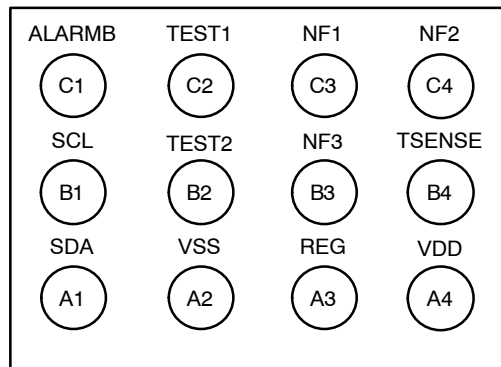 ALARMB TEST1 NF1 NF2
C1 C2 C3 C4
SCL TEST2 NF3 TSENSE
B1 B2 B3 B4
SDA VSS REG VDD
A1 A2 A3 A4